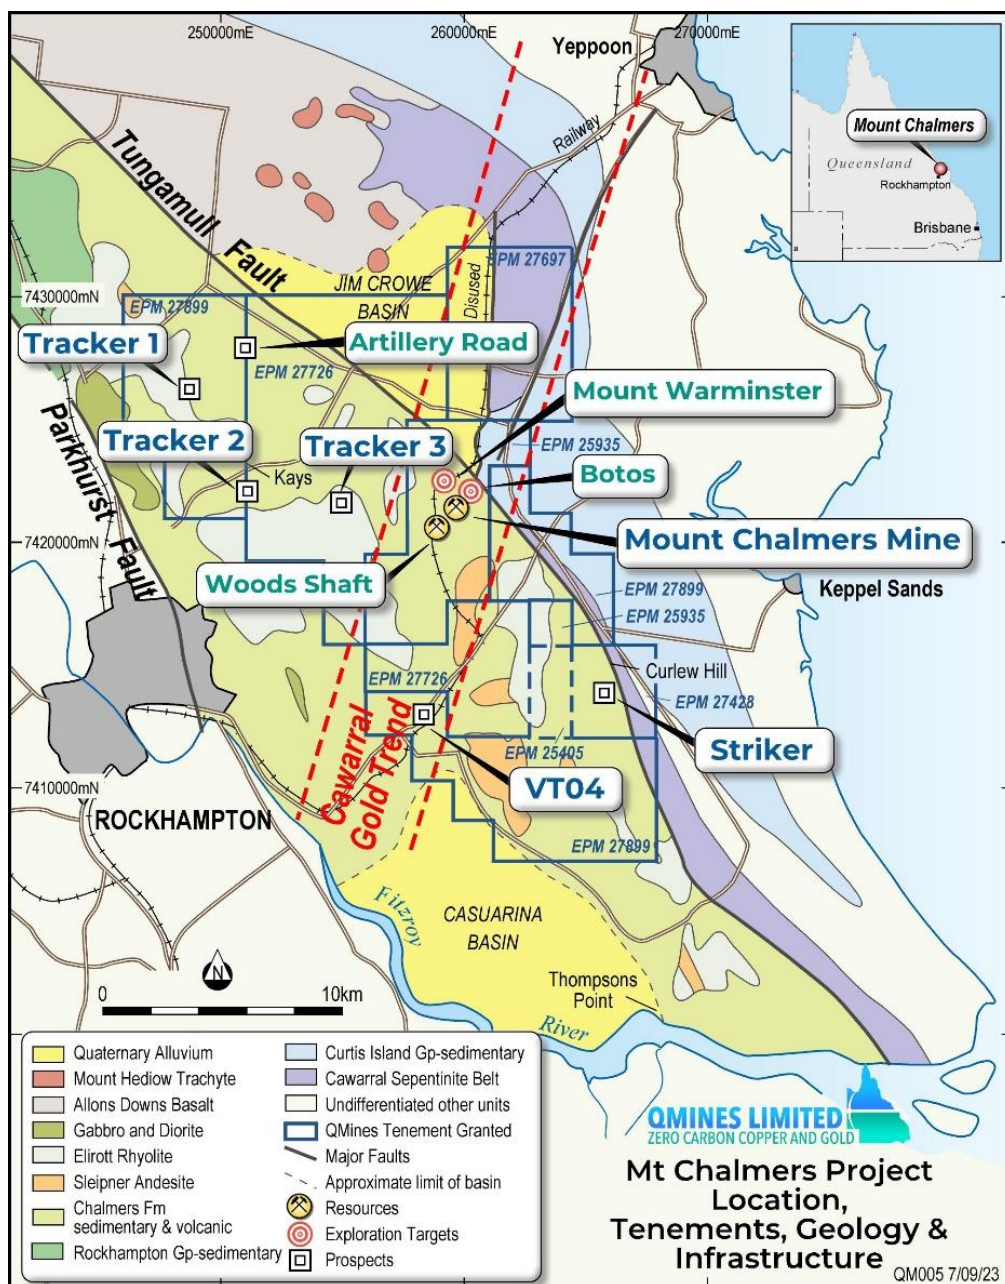 250000mE
260000mE
270000mE
Yeppoon
Railway
Mount Chalmers
Queensland
Rockhampton
Brisbane
Tungamull Fault
EPM 27697
JIM CROWE
BASIN
Disused
7430000mN
EPM 27899
Tracker 1
Artillery Road
EPM 27726
Mount Warminster
Parkhurst Fault
Tracker 2
Tracker 3
EPM 25935
Kays
Botos
7420000mN
Mount Chalmers Mine
Woods Shaft
EPM 27899
Keppel Sands
EPM 25935
Curlew Hill
EPM 27726
EPM 27428
Cawarral
Gold Trend
EPM 25405
Striker
VT04
7410000mN
ROCKHAMPTON
EPM 27899
Fitzroy
River
CASUARINA
BASIN
Thompsons
Point
N
0
10km
Quaternary Alluvium
Mount Hedlow Trachyte
Allons Downs Basalt
Gabbro and Diorite
Elirott Rhyolite
Sleipner Andesite
Chalmers Fm
sedimentary & volcanic
Rockhampton Gp-sedimentary
Curtis Island Gp-sedimentary
Cawarral Sepentinite Belt
Undifferentiated other units
QMines Tenement Granted
Major Faults
Approximate limit of basin
Resources
Exploration Targets
Prospects
QMINES LIMITED
ZERO CARBON COPPER AND GOLD
Mt Chalmers Project
Location,
Tenements, Geology &
Infrastructure
QM005 7/09/23